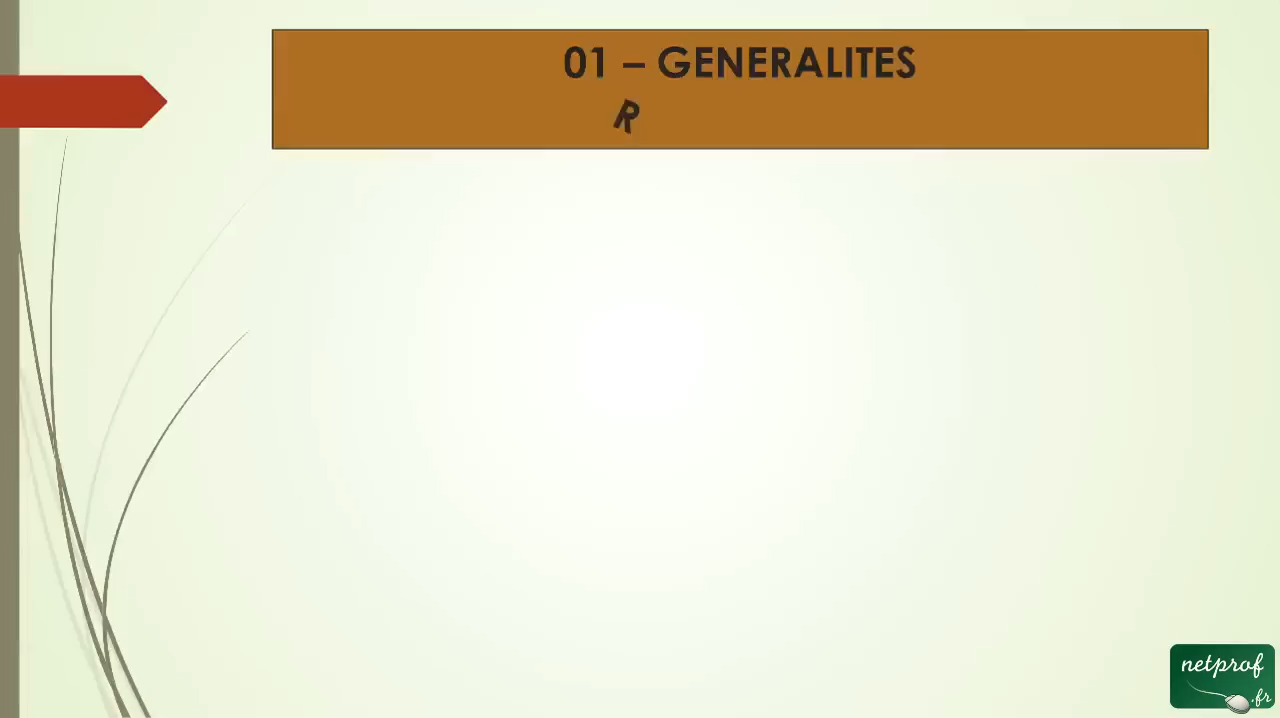 01 – GENERALITES
R
netprof
.fr